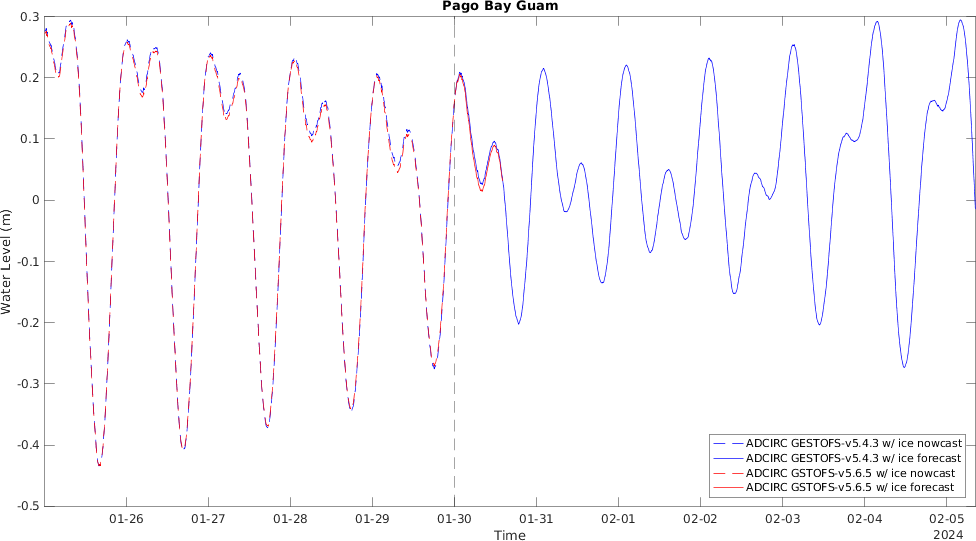 Pago Bay Guam
0.3
0.2
0.1
0
-0.1
-0.2
-0.3
-0.4
-0.5
Water Level (m)
ADCIRC GESTOFS-v5.4.3 w/ ice nowcast
ADCIRC GESTOFS-v5.4.3 w/ ice forecast
ADCIRC GSTOFS-v5.6.5 w/ ice nowcast
ADCIRC GSTOFS-v5.6.5 w/ ice forecast
01-26 01-27 01-28 01-29 01-30 01-31 02-01 02-02 02-03 02-04 02-05
Time 2024